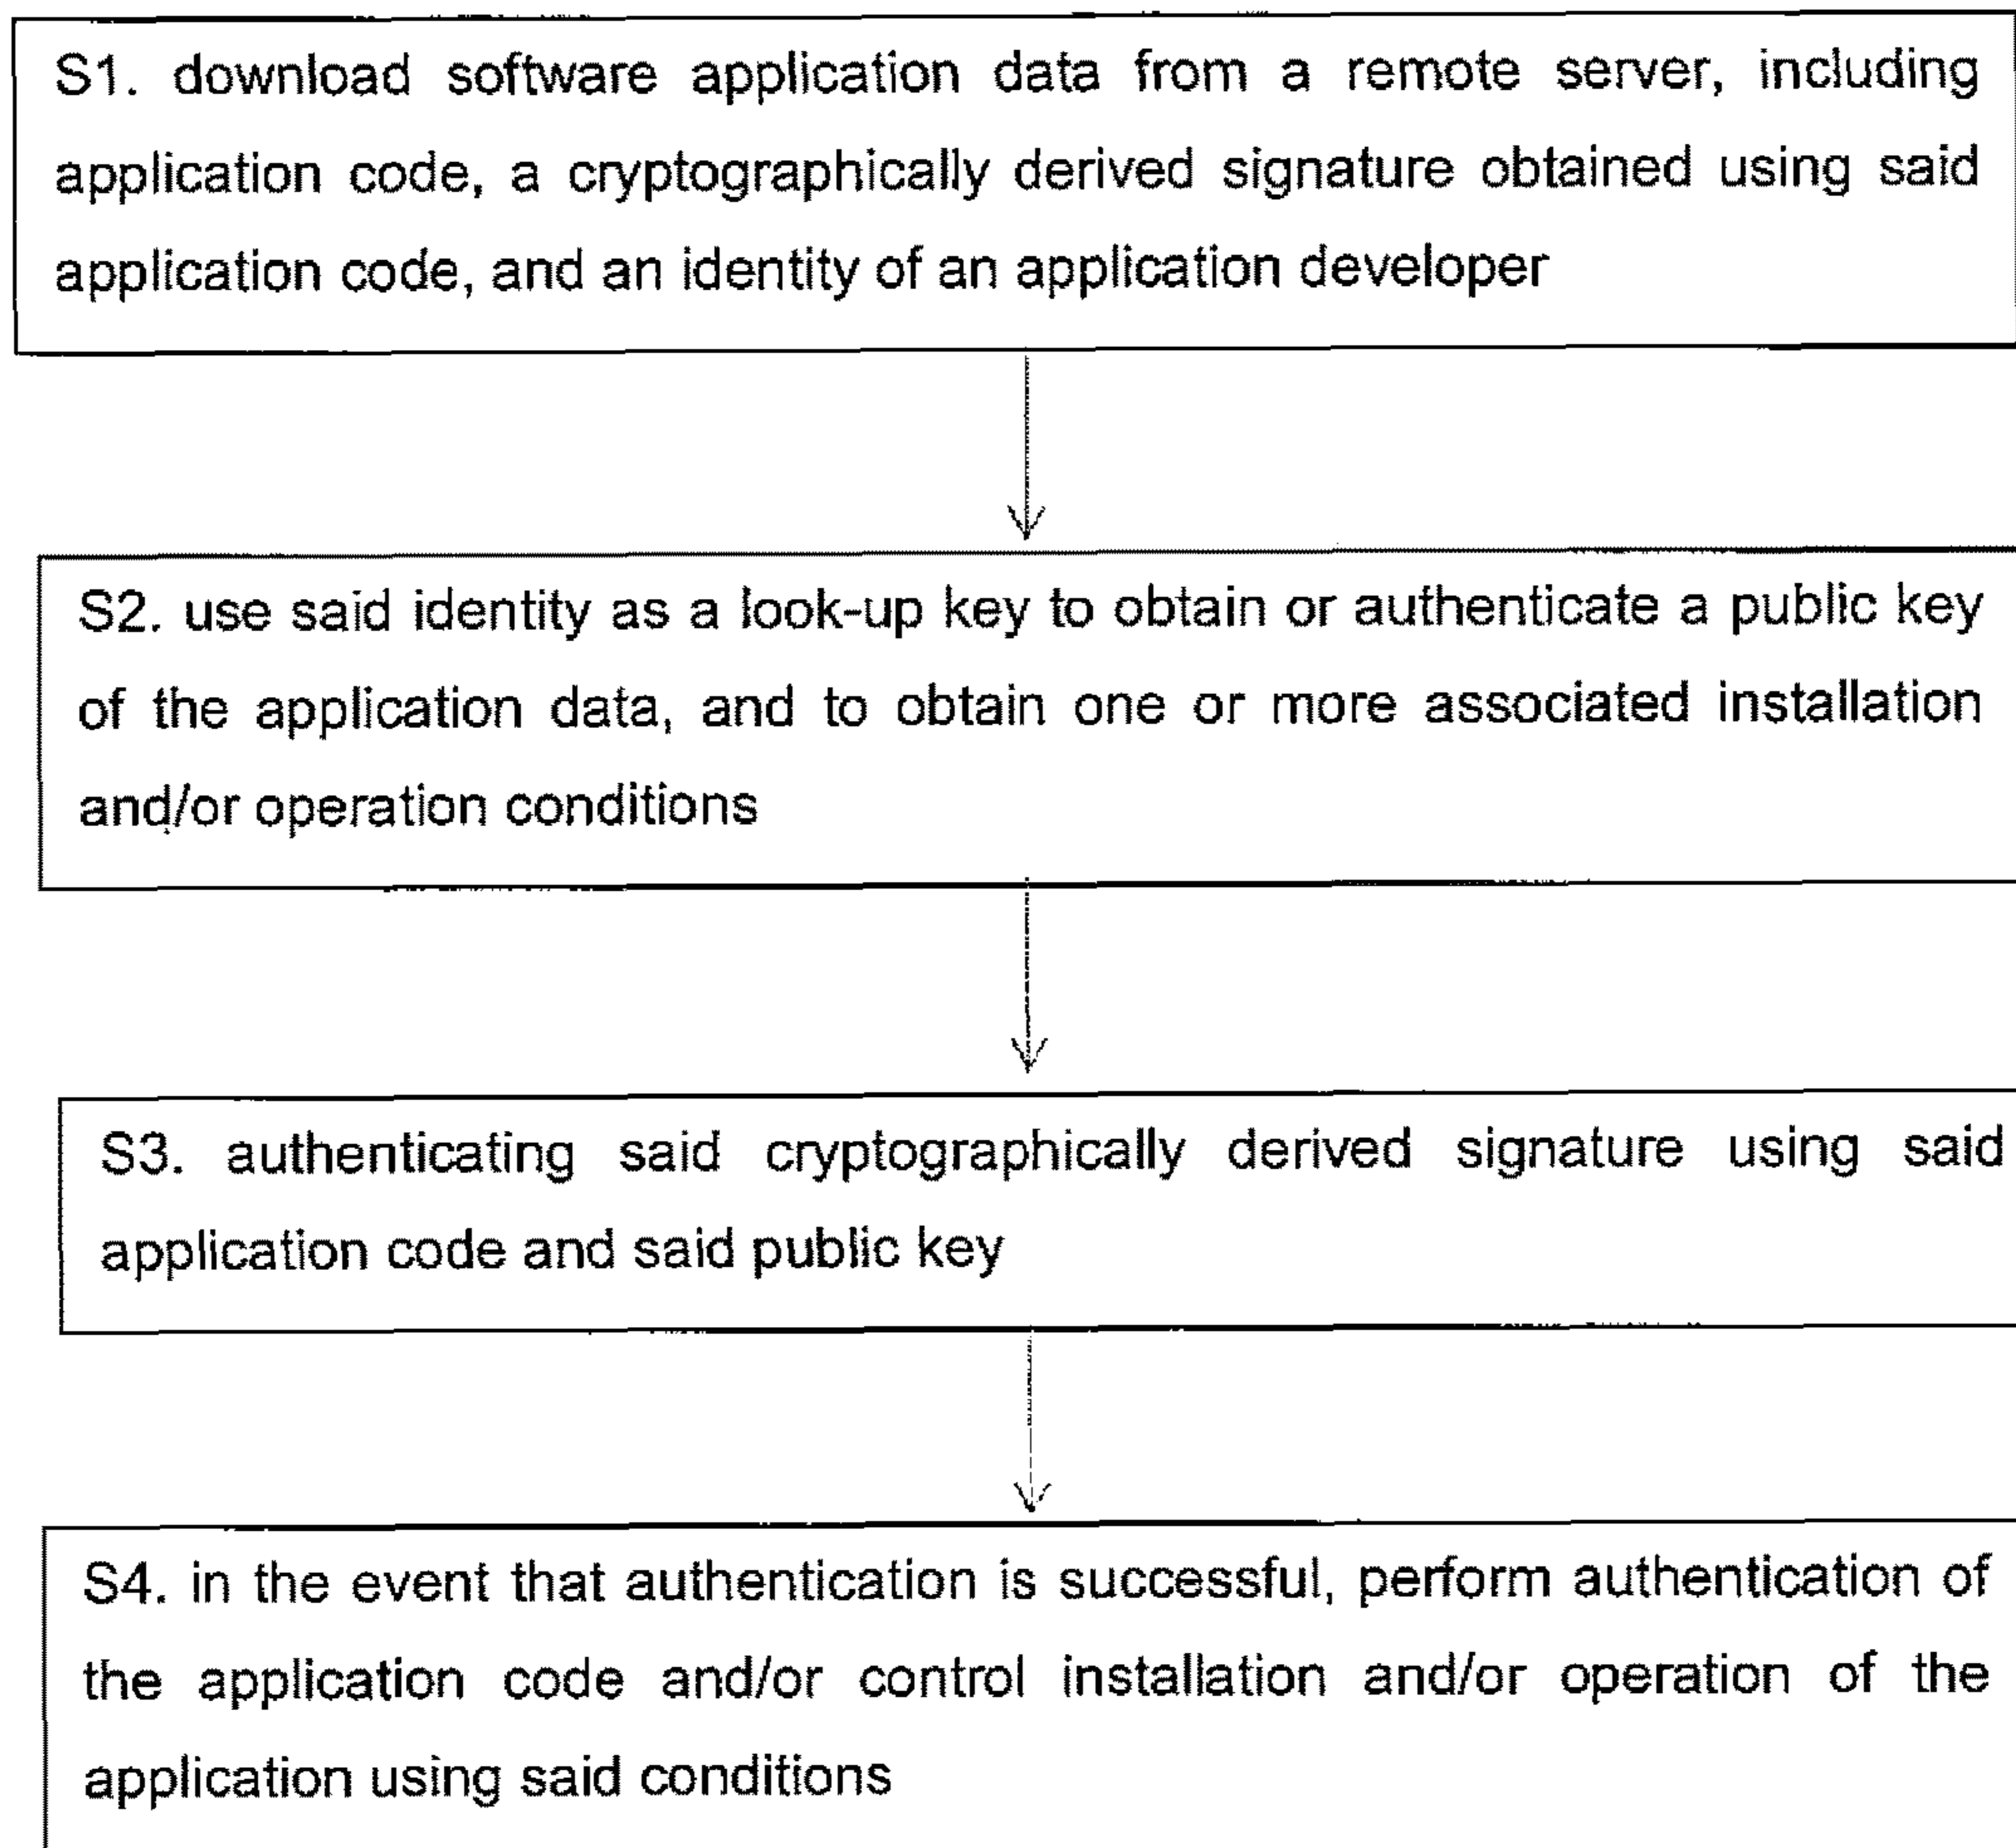 S1. download software application data from a remote server, including
application code, a cryptographically derived signature obtained using said
application code, and an identity of an application developer
S2. use said identity as a look-up key to obtain or authenticate a public key
of the application data, and to obtain one or more associated installation
and/or operation conditions
S3. authenticating said cryptographically derived signature using said
application code and said public key
S4. in the event that authentication is successful, perform authentication of
the application code and/or control installation and/or operation of the
application using said conditions